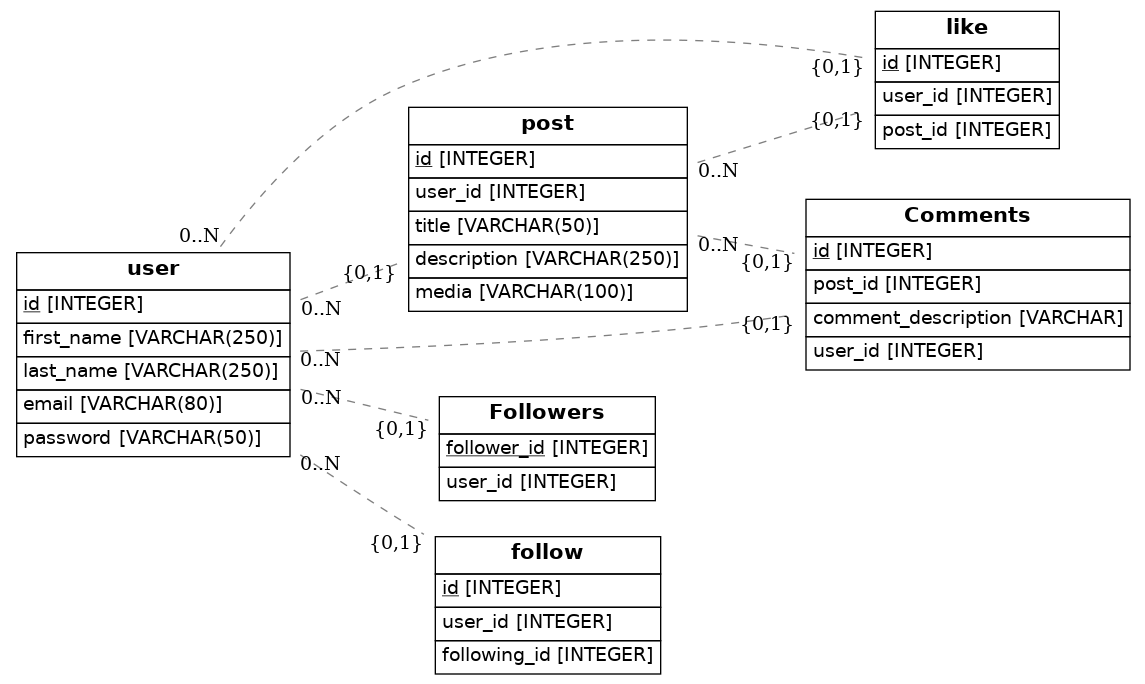 like
id [INTEGER]
user_id [INTEGER]
post_id [INTEGER]
{0,1}
{0,1}
post
id [INTEGER]
user_id [INTEGER]
title [VARCHAR(50)]
description [VARCHAR(250)]
media [VARCHAR(100)]
0..N
0..N
{0,1}
Comments
id [INTEGER]
post_id [INTEGER]
comment_description [VARCHAR]
user_id [INTEGER]
{0,1}
{0,1}
0..N
user
id [INTEGER]
first_name [VARCHAR(250)]
last_name [VARCHAR(250)]
email [VARCHAR(80)]
password [VARCHAR(50)]
0..N
0..N
0..N
0..N
{0,1}
Followers
follower_id [INTEGER]
user_id [INTEGER]
{0,1}
follow
id [INTEGER]
user_id [INTEGER]
following_id [INTEGER]